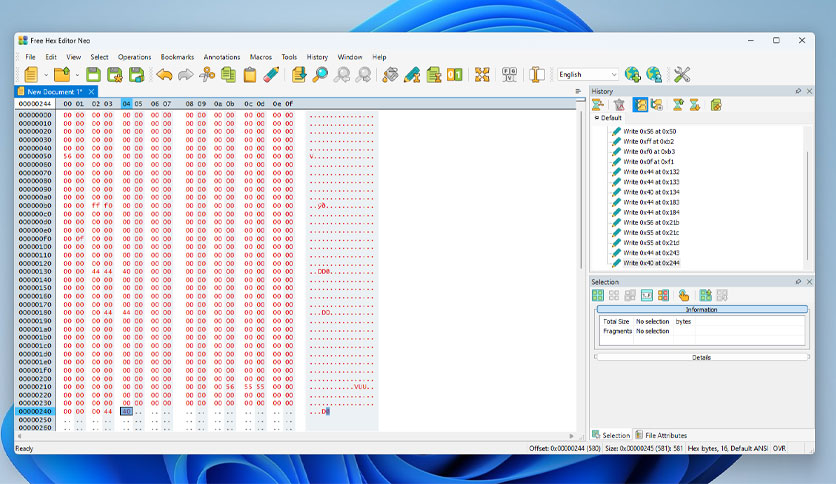 Free Hex Editor Neo
File Edit View Select Operations Bookmarks Annotations Macros Tools History Window Help
English
New Document 1*
00000244 00 01 02 03 04 05 06 07 08 09 0a 0b 0c 0d 0e 0f
00000000 00 00 00 00 00 00 00 00 00 00 00 00 00 00 00 00 ................
00000010 00 00 00 00 00 00 00 00 00 00 00 00 00 00 00 00 ................
00000020 00 00 00 00 00 00 00 00 00 00 00 00 00 00 00 00 ................
00000030 00 00 00 00 00 00 00 00 00 00 00 00 00 00 00 00 ................
00000040 00 00 00 00 00 00 00 00 00 00 00 00 00 00 00 00 ................
00000050 56 00 00 00 00 00 00 00 00 00 00 00 00 00 00 00 V...............
00000060 00 00 00 00 00 00 00 00 00 00 00 00 00 00 00 00 ................
00000070 00 00 00 00 00 00 00 00 00 00 00 00 00 00 00 00 ................
00000080 00 00 00 00 00 00 00 00 00 00 00 00 00 00 00 00 ................
00000090 00 00 00 00 00 00 00 00 00 00 00 00 00 00 00 00 ................
000000a0 00 00 00 00 00 00 00 00 00 00 00 00 00 00 00 00 ................
000000b0 00 00 ff f0 00 00 00 00 00 00 00 00 00 00 00 00 ..ÿð............
000000c0 00 00 00 00 00 00 00 00 00 00 00 00 00 00 00 00 ................
000000d0 00 00 00 00 00 00 00 00 00 00 00 00 00 00 00 00 ................
000000e0 00 00 00 00 00 00 00 00 00 00 00 00 00 00 00 00 ................
000000f0 00 0f 00 00 00 00 00 00 00 00 00 00 00 00 00 00 ................
00000100 00 00 00 00 00 00 00 00 00 00 00 00 00 00 00 00 ................
00000110 00 00 00 00 00 00 00 00 00 00 00 00 00 00 00 00 ................
00000120 00 00 00 00 00 00 00 00 00 00 00 00 00 00 00 00 ................
00000130 00 00 44 44 40 00 00 00 00 00 00 00 00 00 00 00 ..DD@...........
00000140 00 00 00 00 00 00 00 00 00 00 00 00 00 00 00 00 ................
00000150 00 00 00 00 00 00 00 00 00 00 00 00 00 00 00 00 ................
00000160 00 00 00 00 00 00 00 00 00 00 00 00 00 00 00 00 ................
00000170 00 00 00 00 00 00 00 00 00 00 00 00 00 00 00 00 ................
00000180 00 00 00 44 44 00 00 00 00 00 00 00 00 00 00 00 ...DD...........
00000190 00 00 00 00 00 00 00 00 00 00 00 00 00 00 00 00 ................
000001a0 00 00 00 00 00 00 00 00 00 00 00 00 00 00 00 00 ................
000001b0 00 00 00 00 00 00 00 00 00 00 00 00 00 00 00 00 ................
000001c0 00 00 00 00 00 00 00 00 00 00 00 00 00 00 00 00 ................
000001d0 00 00 00 00 00 00 00 00 00 00 00 00 00 00 00 00 ................
000001e0 00 00 00 00 00 00 00 00 00 00 00 00 00 00 00 00 ................
000001f0 00 00 00 00 00 00 00 00 00 00 00 00 00 00 00 00 ................
00000200 00 00 00 00 00 00 00 00 00 00 00 00 00 00 00 00 ................
00000210 00 00 00 00 00 00 00 00 00 00 00 56 55 55 00 00 ...........VUU..
00000220 00 00 00 00 00 00 00 00 00 00 00 00 00 00 00 00 ................
00000230 00 00 00 00 00 00 00 00 00 00 00 00 00 00 00 00 ................
00000240 00 00 00 44 40 .. .. .. .. .. .. .. .. .. .. .. ...D@
00000250 .. .. .. .. .. .. .. .. .. .. .. .. .. .. .. ..
00000260 .. .. .. .. .. .. .. .. .. .. .. .. .. .. .. ..
History
Default
Write 0x56 at 0x50
Write 0xff at 0xb2
Write 0xf0 at 0xb3
Write 0x0f at 0xf1
Write 0x44 at 0x132
Write 0x44 at 0x133
Write 0x40 at 0x134
Write 0x44 at 0x183
Write 0x44 at 0x184
Write 0x56 at 0x21b
Write 0x55 at 0x21c
Write 0x55 at 0x21d
Write 0x44 at 0x243
Write 0x40 at 0x244
Selection
Information
Total Size No selection bytes
Fragments No selection
Details
Selection File Attributes
Ready Offset: 0x00000244 (580) Size: 0x00000245 (581): 581 Hex bytes, 16, Default ANSI OVR